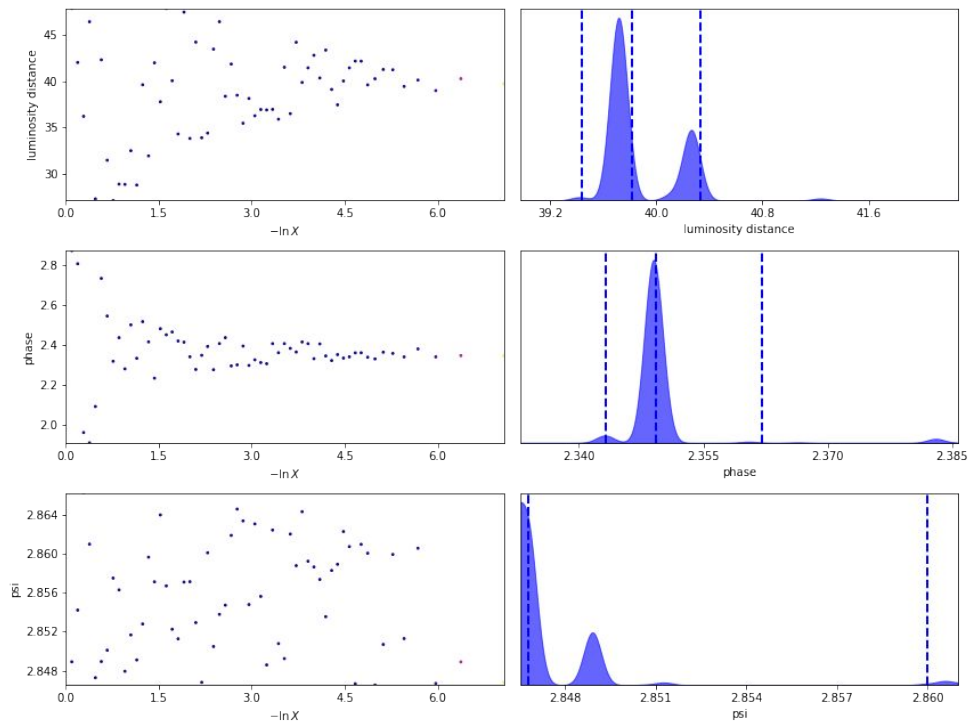 45
40
35
30
luminosity distance
0.0 1.5 3.0 4.5 6.0
−ln X
39.2 40.0 40.8 41.6
luminosity distance
2.8
2.6
2.4
2.2
2.0
phase
0.0 1.5 3.0 4.5 6.0
−ln X
2.340 2.355 2.370 2.385
phase
2.864
2.860
2.856
2.852
2.848
psi
0.0 1.5 3.0 4.5 6.0
−ln X
2.848 2.851 2.854 2.857 2.860
psi